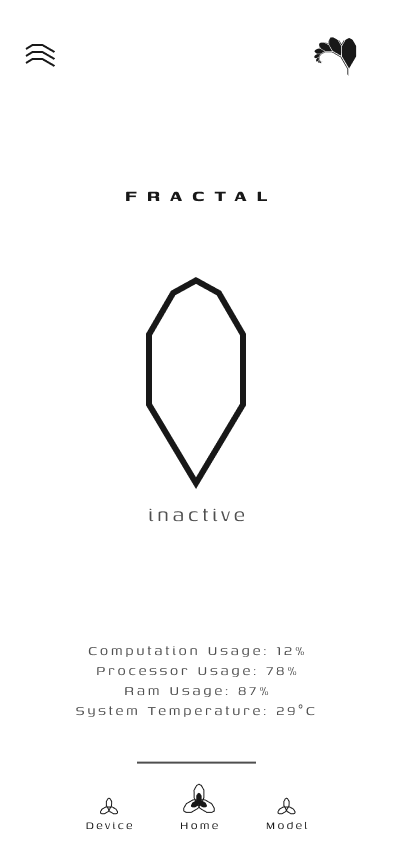 FRACTAL
inactive
Computation Usage: 12%
Processor Usage: 78%
Ram Usage: 87%
System Temperature: 29°C
Device Home Model